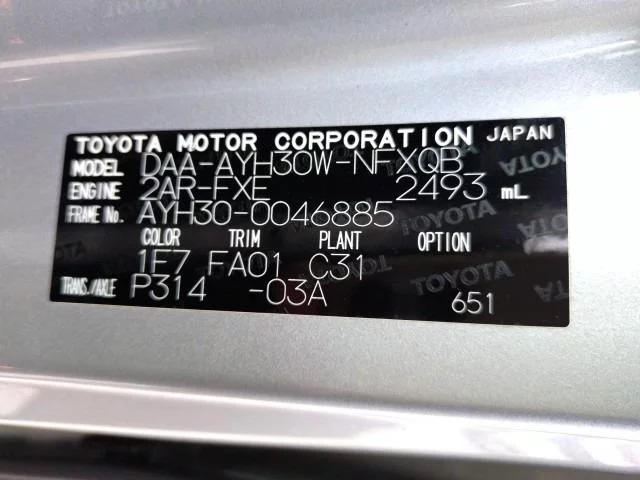 TOYOTA MOTOR CORPORATION JAPAN
MODEL DAA-AYH30W-NFXQB
ENGINE 2AR-FXE 2493 mL
FRAME No. AYH30-0046885
COLOR TRIM PLANT OPTION
1F7 FA01 C31
TRANS./AXLE P314 -03A
651